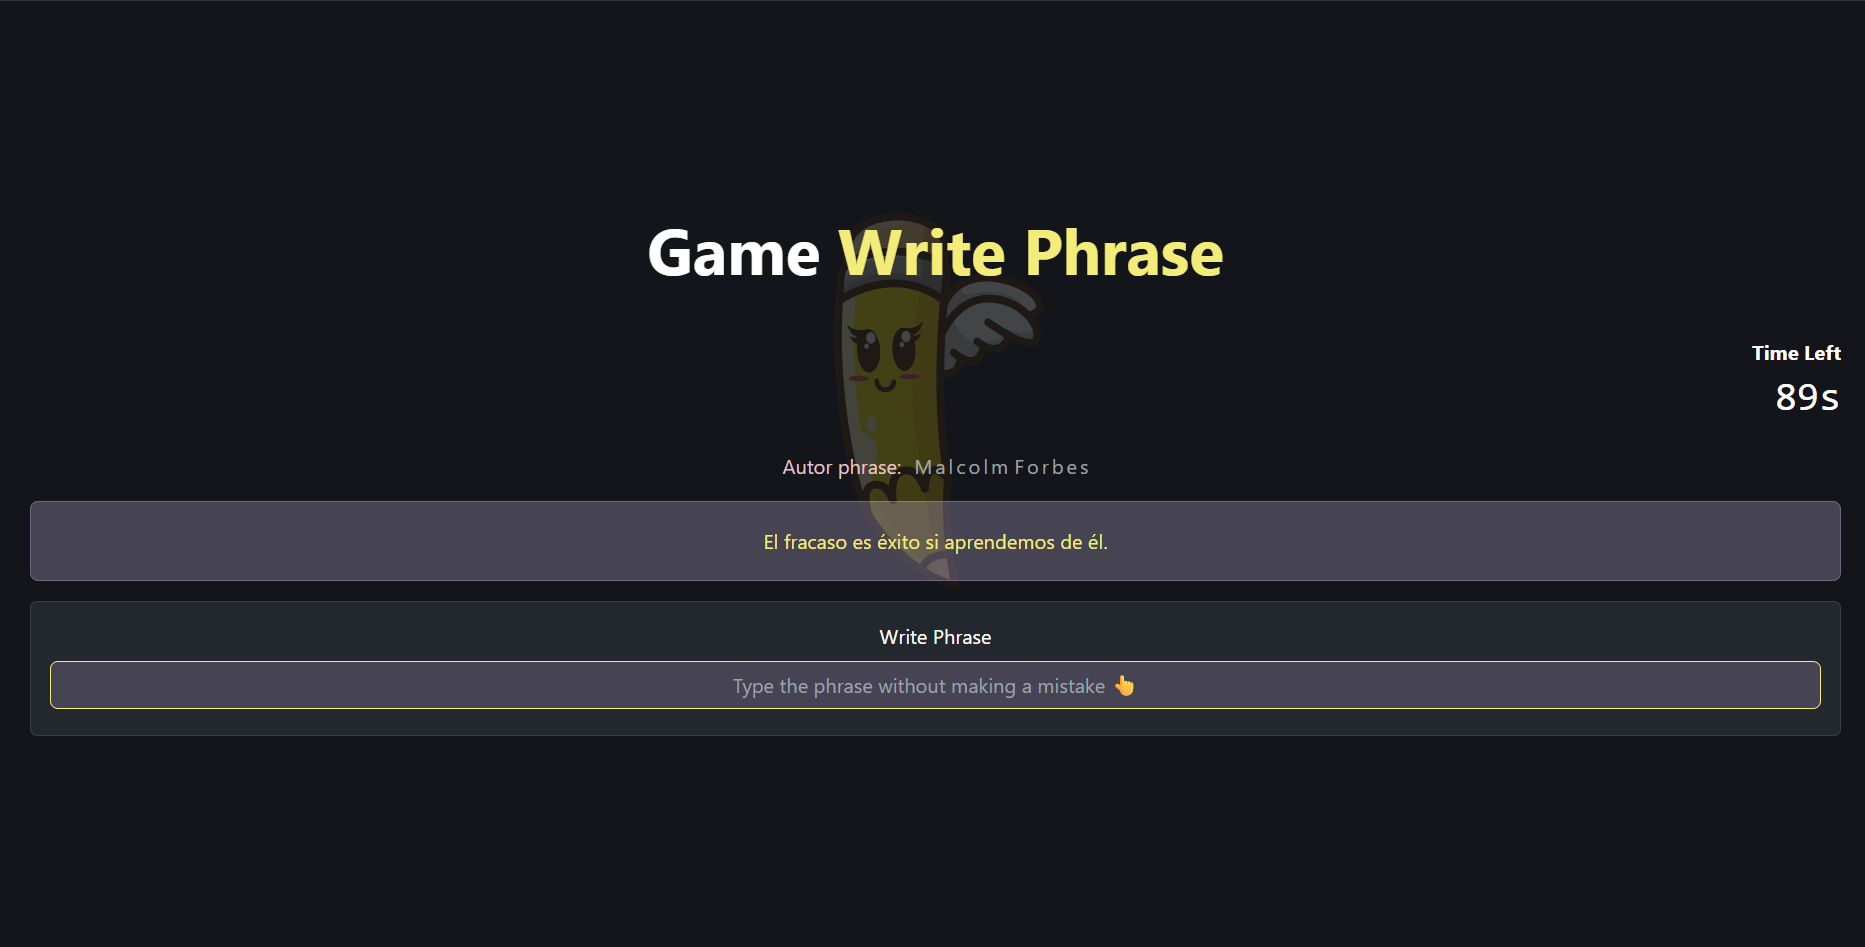 Game Write Phrase
Time Left
89s
Autor phrase: Malcolm Forbes
El fracaso es éxito si aprendemos de él.
Write Phrase
Type the phrase without making a mistake 👆